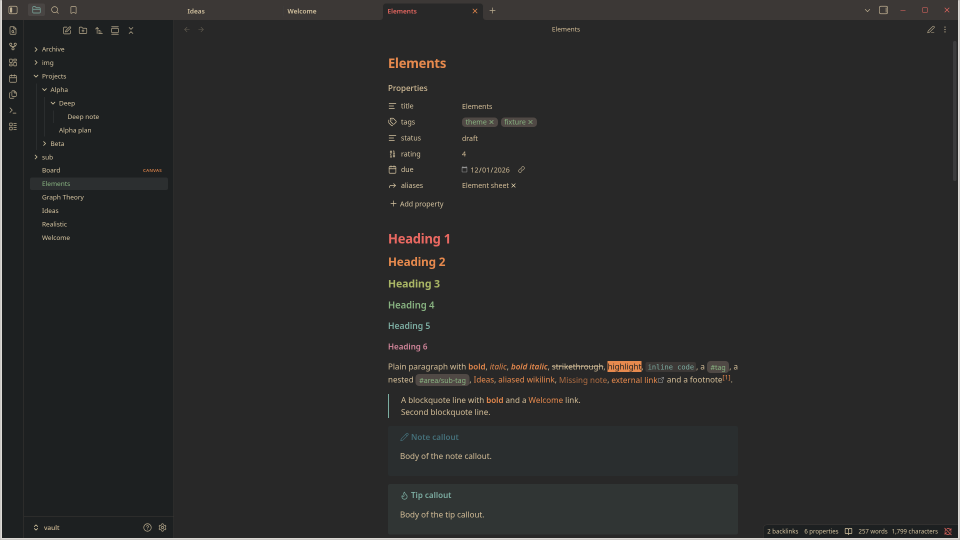 Ideas
Welcome
Elements
Elements
Archive
img
Projects
Alpha
Deep
Deep note
Alpha plan
Beta
sub
Board CANVAS
Elements
Graph Theory
Ideas
Realistic
Welcome
vault
Elements
Properties
title Elements
tags theme fixture
status draft
rating 4
due 12/01/2026
aliases Element sheet
Add property
Heading 1
Heading 2
Heading 3
Heading 4
Heading 5
Heading 6
Plain paragraph with bold, italic, bold italic, strikethrough, highlight, inline code, a #tag, a
nested #area/sub-tag, Ideas, aliased wikilink, Missing note, external link and a footnote[1].
A blockquote line with bold and a Welcome link.
Second blockquote line.
Note callout
Body of the note callout.
Tip callout
Body of the tip callout.
2 backlinks 6 properties 257 words 1,799 characters